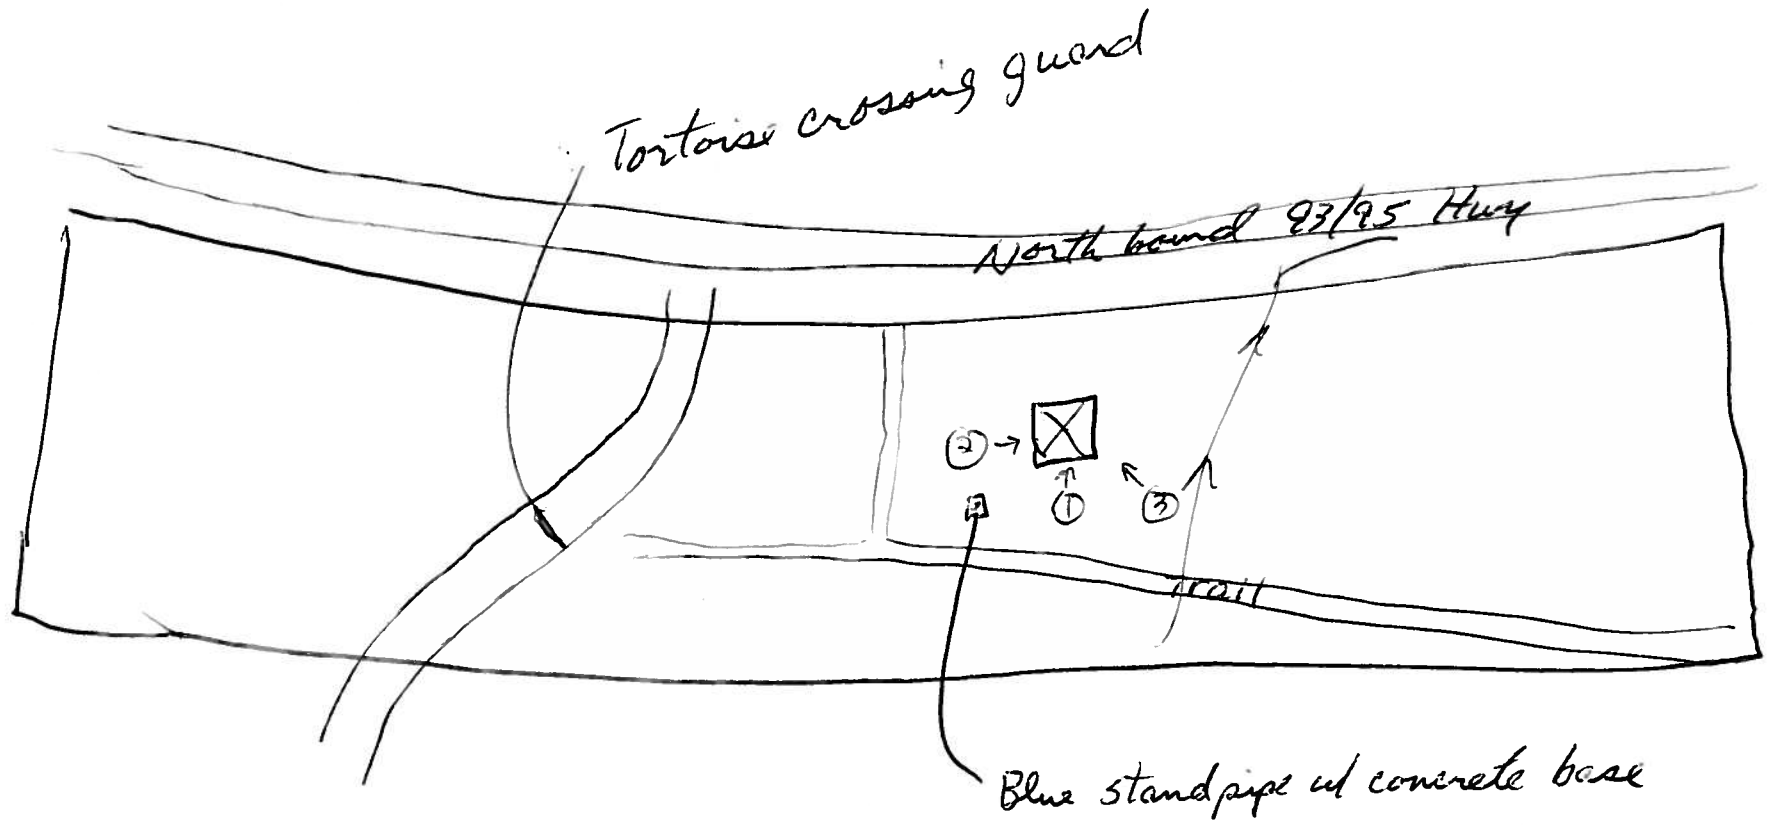 Tortoise crossing guard
North bound 93/95 Hwy
②
①
③
Trail
Blue standpipe w/ concrete base